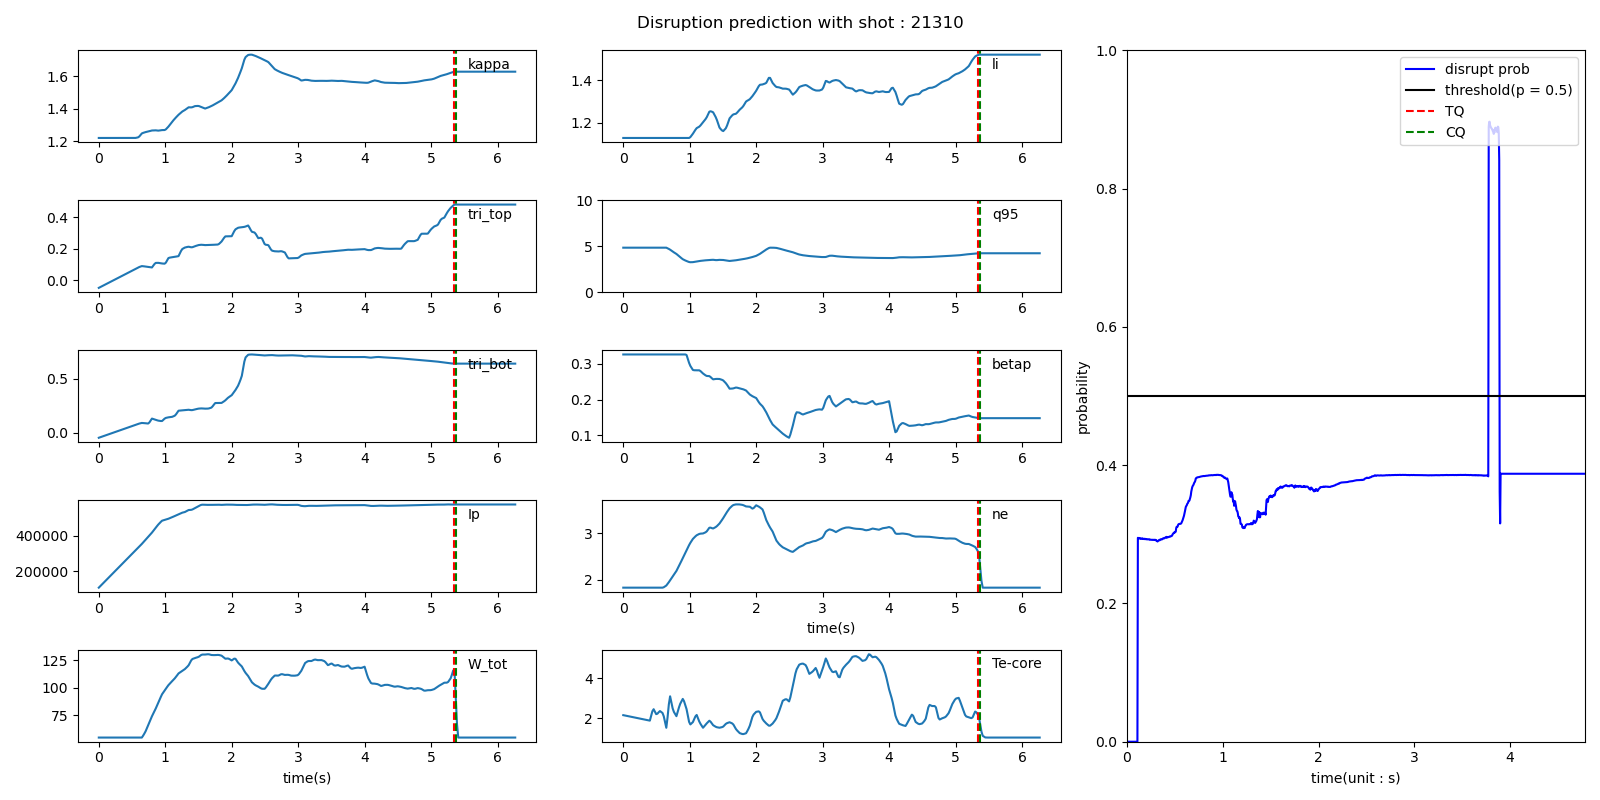 Disruption prediction with shot : 21310
kappa
1.6
1.4
1.2
0 1 2 3 4 5 6
li
1.4
1.2
0 1 2 3 4 5 6
tri_top
0.4
0.2
0.0
0 1 2 3 4 5 6
q95
10
5
0
0 1 2 3 4 5 6
tri_bot
0.5
0.0
0 1 2 3 4 5 6
betap
0.3
0.2
0.1
0 1 2 3 4 5 6
Ip
400000
200000
0 1 2 3 4 5 6
ne
3
2
0 1 2 3 4 5 6
time(s)
W_tot
125
100
75
0 1 2 3 4 5 6
time(s)
Te-core
4
2
0 1 2 3 4 5 6
disrupt prob
threshold(p = 0.5)
TQ
CQ
1.0
0.8
0.6
0.4
0.2
0.0
probability
0 1 2 3 4
time(unit : s)